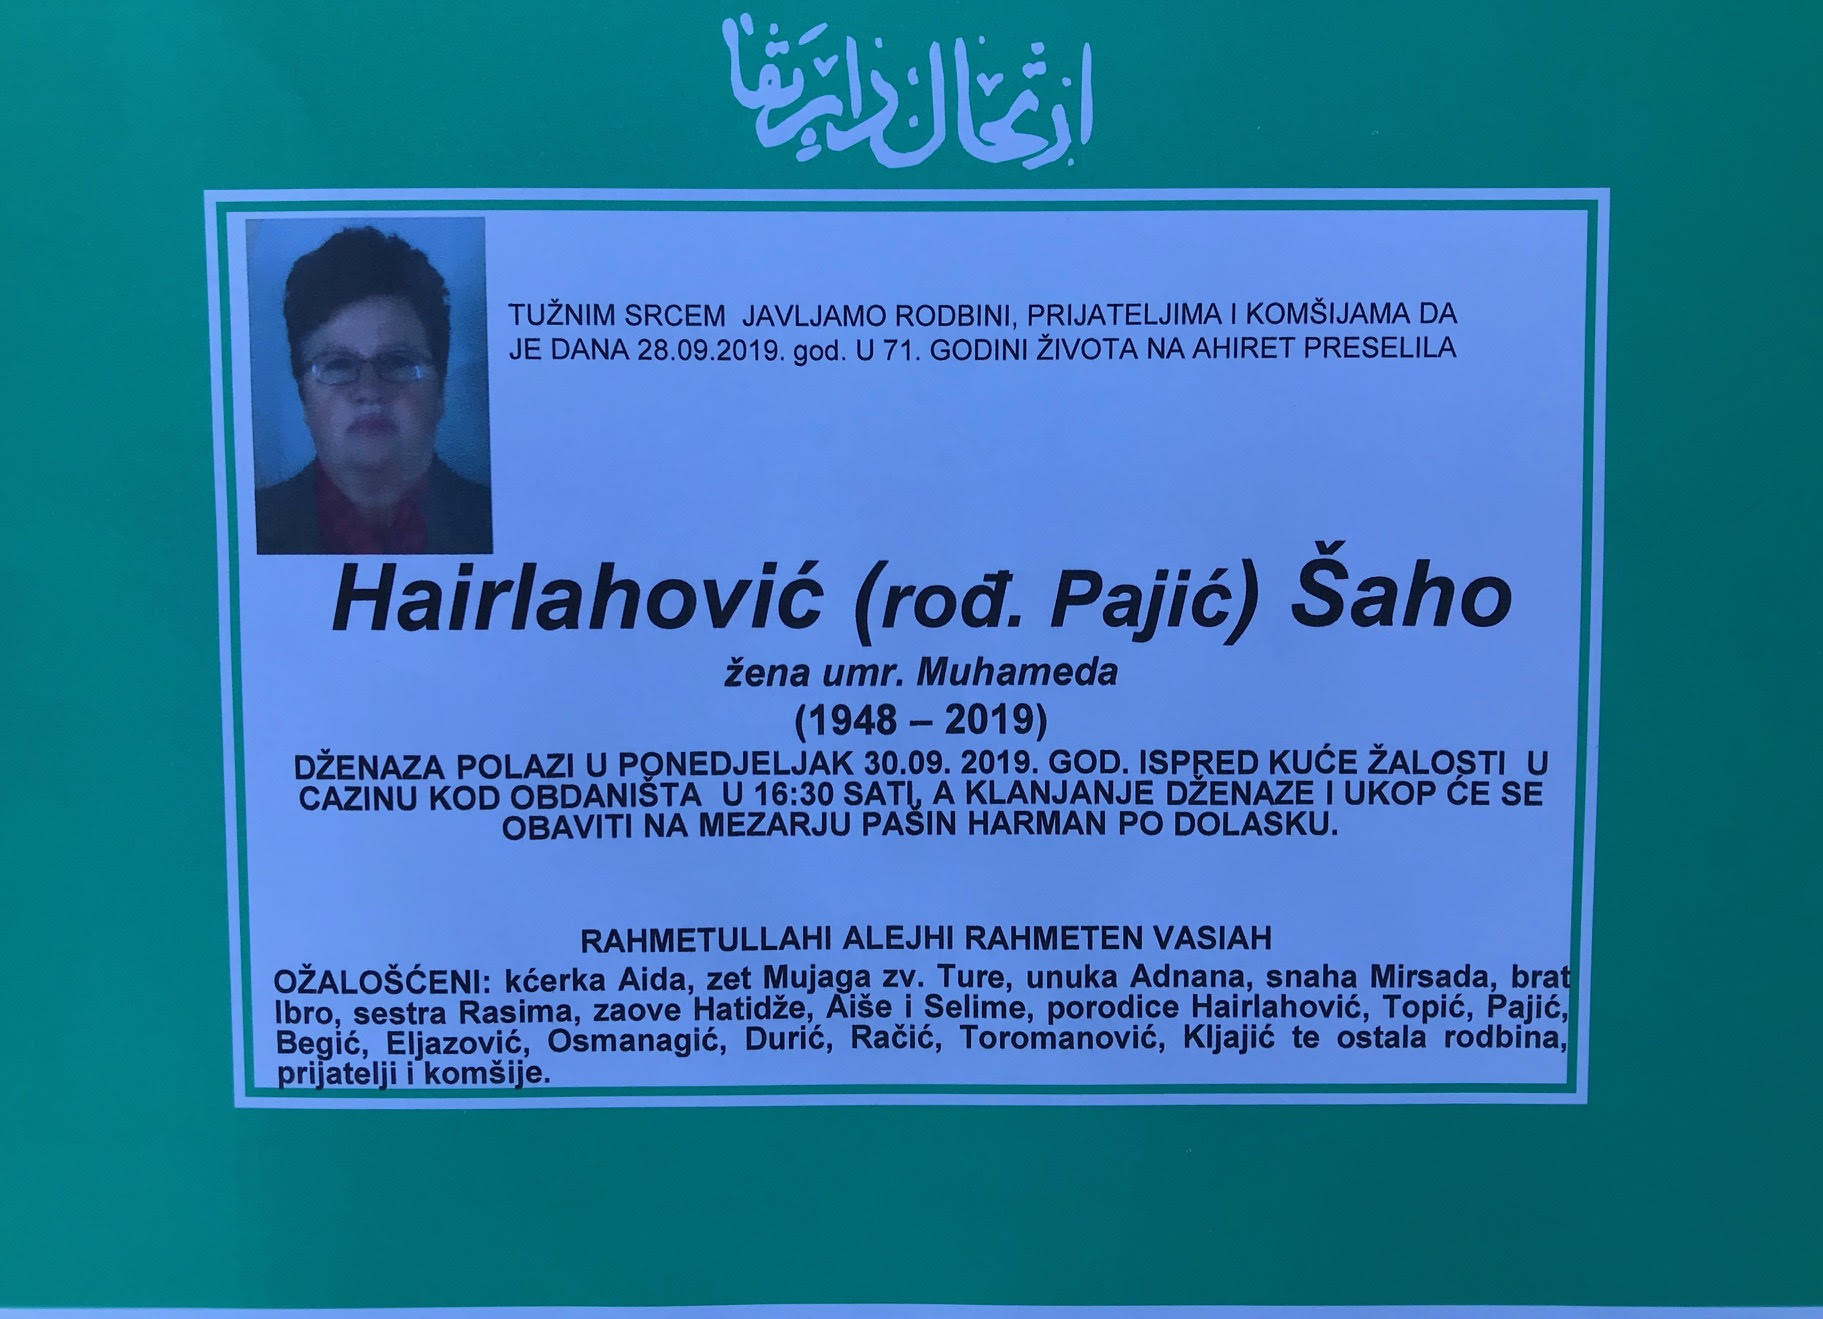 TUŽNIM SRCEM JAVLJAMO RODBINI, PRIJATELJIMA I KOMŠIJAMA DA
JE DANA 28.09.2019. god. U 71. GODINI ŽIVOTA NA AHIRET PRESELILA
Hairlahović (rođ. Pajić) Šaho
žena umr. Muhameda
(1948 – 2019)
DŽENAZA POLAZI U PONEDJELJAK 30.09. 2019. GOD. ISPRED KUĆE ŽALOSTI U
CAZINU KOD OBDANIŠTA U 16:30 SATI, A KLANJANJE DŽENAZE I UKOP ĆE SE
OBAVITI NA MEZARJU PAŠIN HARMAN PO DOLASKU.
RAHMETULLAHI ALEJHI RAHMETEN VASIAH
OŽALOŠĆENI: kćerka Aida, zet Mujaga zv. Ture, unuka Adnana, snaha Mirsada, brat
Ibro, sestra Rasima, zaove Hatidže, Aiše i Selime, porodice Hairlahović, Topić, Pajić,
Begić, Eljazović, Osmanagić, Durić, Račić, Toromanović, Kljajić te ostala rodbina,
prijatelji i komšije.